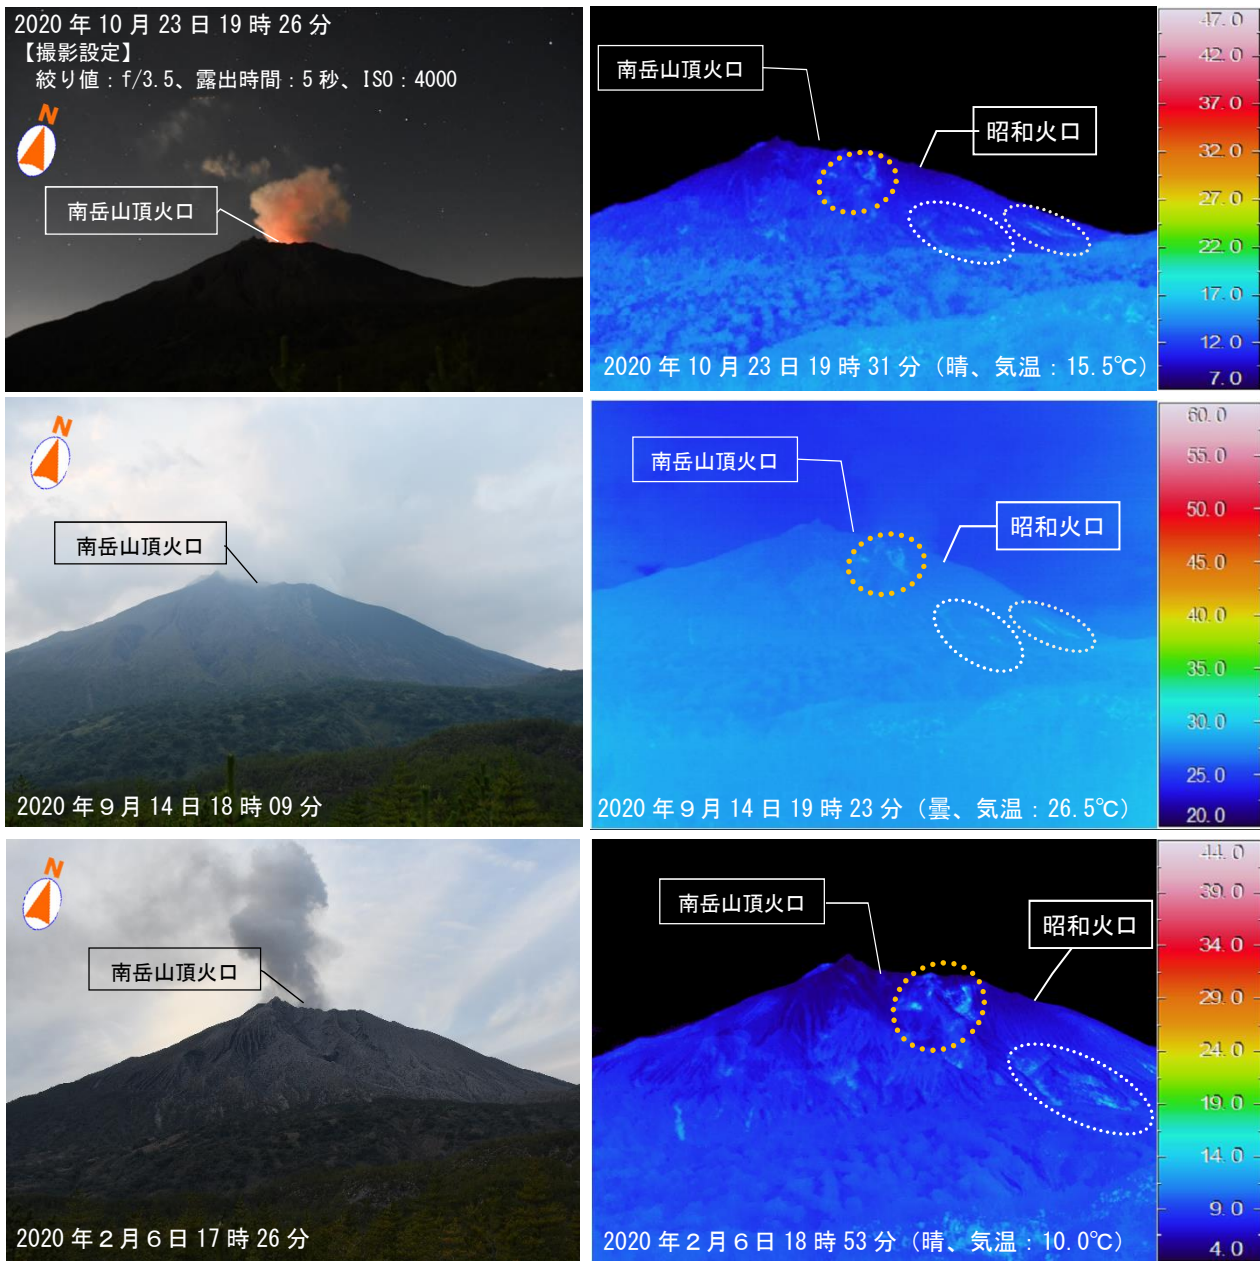 2020年10月23日19時26分
【撮影設定】
絞り値：f/3.5、露出時間：5秒、ISO：4000
N
南岳山頂火口
南岳山頂火口
昭和火口
2020年10月23日19時31分（晴、気温：15.5℃）
47.0
42.0
37.0
32.0
27.0
22.0
17.0
12.0
7.0
N
南岳山頂火口
2020年９月14日18時09分
南岳山頂火口
昭和火口
2020年９月14日19時23分（曇、気温：26.5℃）
60.0
55.0
50.0
45.0
40.0
35.0
30.0
25.0
20.0
N
南岳山頂火口
2020年２月６日17時26分
南岳山頂火口
昭和火口
2020年２月６日18時53分（晴、気温：10.0℃）
44.0
39.0
34.0
29.0
24.0
19.0
14.0
9.0
4.0